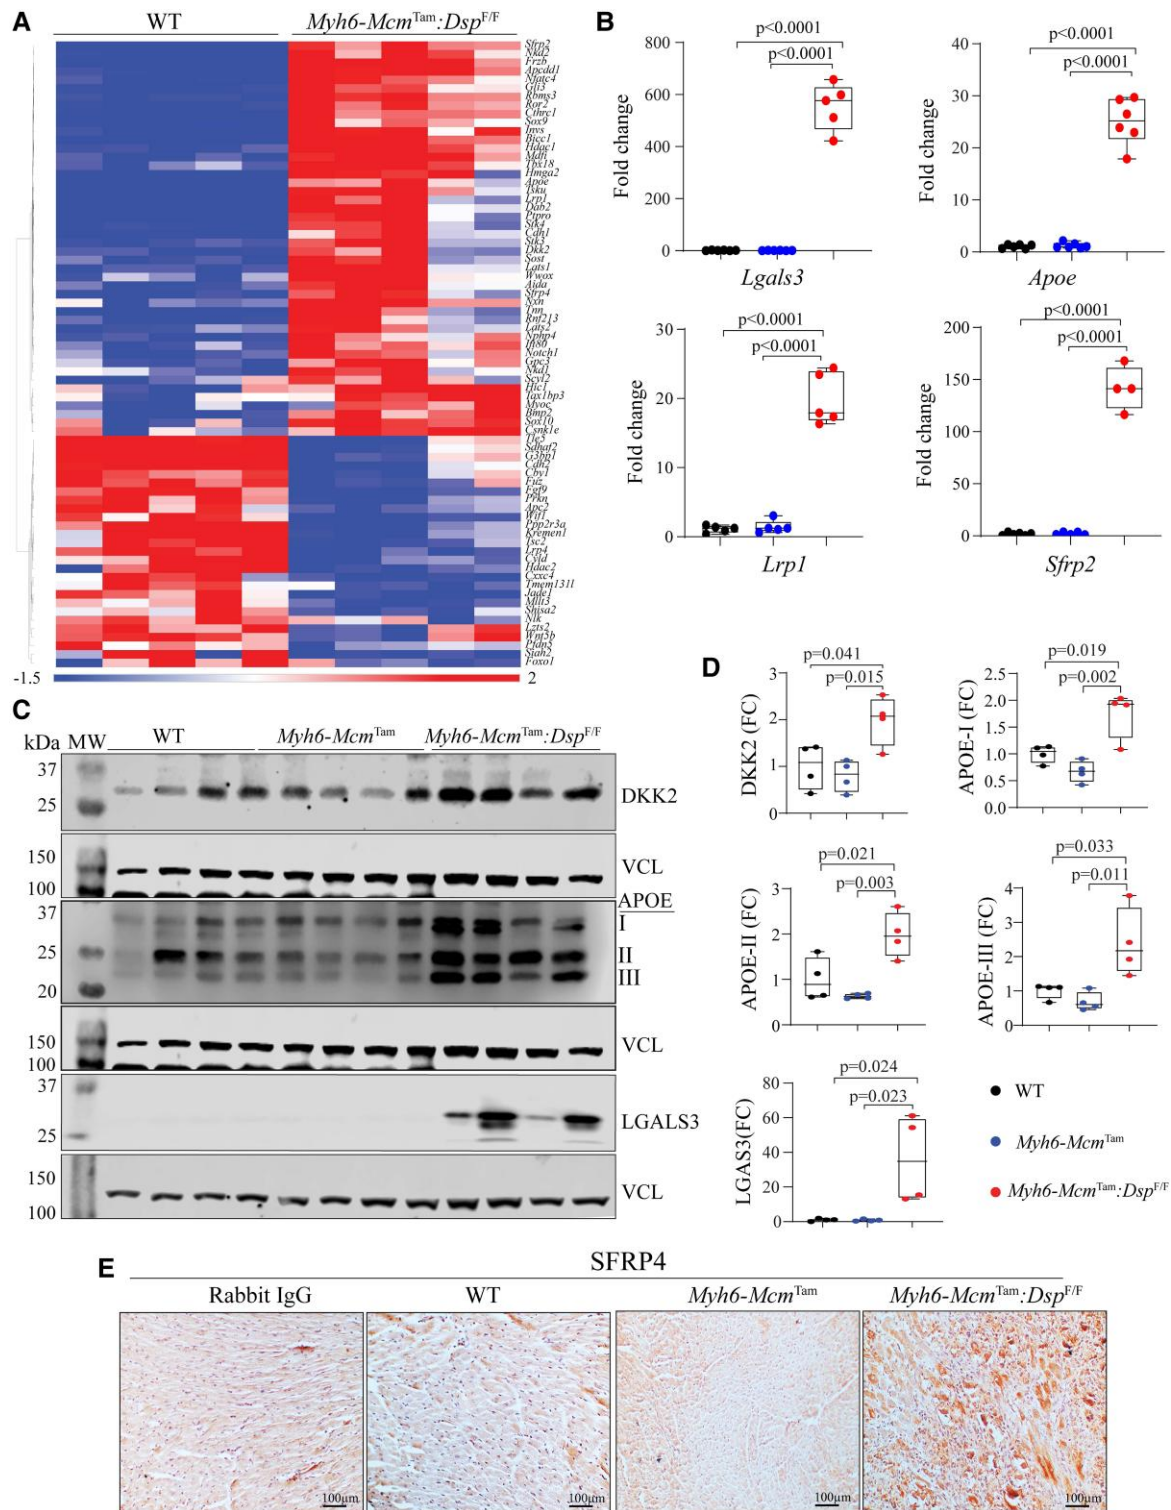 A
WT
Myh6-Mcm^Tam:Dsp^F/F
Sfrp2
Nkd2
Frzb
Apcdd1
Nfatc4
Gli3
Rbms3
Ror2
Cthrc1
Sox9
Invs
Bicc1
Hdac1
Mdfi
Tbx18
Hmga2
Apoe
Tsku
Lrp1
Dab2
Ptpro
Stk4
Cdh1
Stk3
Dkk2
Sost
Lats1
Wwox
Aida
Sfrp4
Nxn
Tnn
Rnf213
Lats2
Nphp4
Ift80
Notch1
Gpc3
Nkd1
Scyl2
Hic1
Tax1bp3
Myoc
Bmp2
Sox10
Csnk1e
Tle5
Sdhaf2
G3bp1
Cdh2
Cby1
Fuz
Fgf9
Prkn
Apc2
Wif1
Ppp2r3a
Kremen1
Tsc2
Lrp4
Cyld
Hdac2
Cxxc4
Tmem131l
Jade1
Mllt3
Shisa2
Nlk
Lzts2
Wnt5b
Pfdn5
Siah2
Foxo1
-1.5
2
B
p<0.0001
p<0.0001
Fold change
800
600
400
200
0
Lgals3
p<0.0001
p<0.0001
Fold change
40
30
20
10
0
Apoe
p<0.0001
p<0.0001
Fold change
30
20
10
0
Lrp1
p<0.0001
p<0.0001
Fold change
200
150
100
50
0
Sfrp2
C
kDa MW
WT
Myh6-Mcm^Tam
Myh6-Mcm^Tam:Dsp^F/F
37
25
DKK2
150
100
VCL
APOE
37
25
20
I
II
III
150
100
VCL
37
25
LGALS3
150
100
VCL
D
p=0.041
p=0.015
DKK2 (FC)
3
2
1
0
p=0.019
p=0.002
APOE-I (FC)
2.5
2.0
1.5
1.0
0.5
0.0
p=0.021
p=0.003
APOE-II (FC)
3
2
1
0
p=0.033
p=0.011
APOE-III (FC)
4
3
2
1
0
p=0.024
p=0.023
LGAS3(FC)
80
60
40
20
0
WT
Myh6-Mcm^Tam
Myh6-Mcm^Tam:Dsp^F/F
E
SFRP4
Rabbit IgG
WT
Myh6-Mcm^Tam
Myh6-Mcm^Tam:Dsp^F/F
100µm
100µm
100µm
100µm